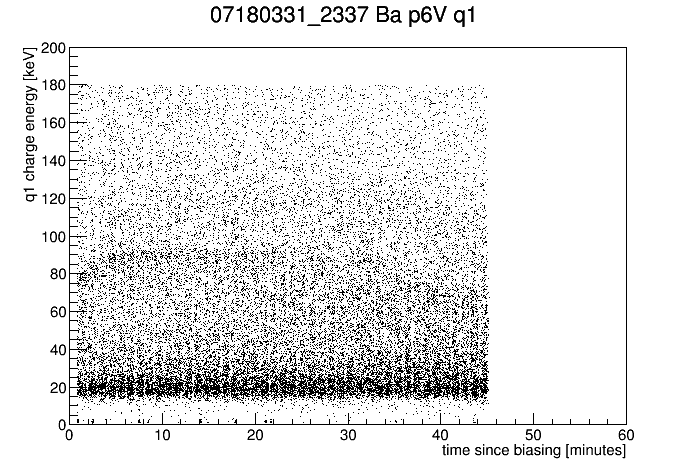 07180331_2337 Ba p6V q1
q1 charge energy [keV]
200
180
160
140
120
100
80
60
40
20
0
0 10 20 30 40 50 60
time since biasing [minutes]